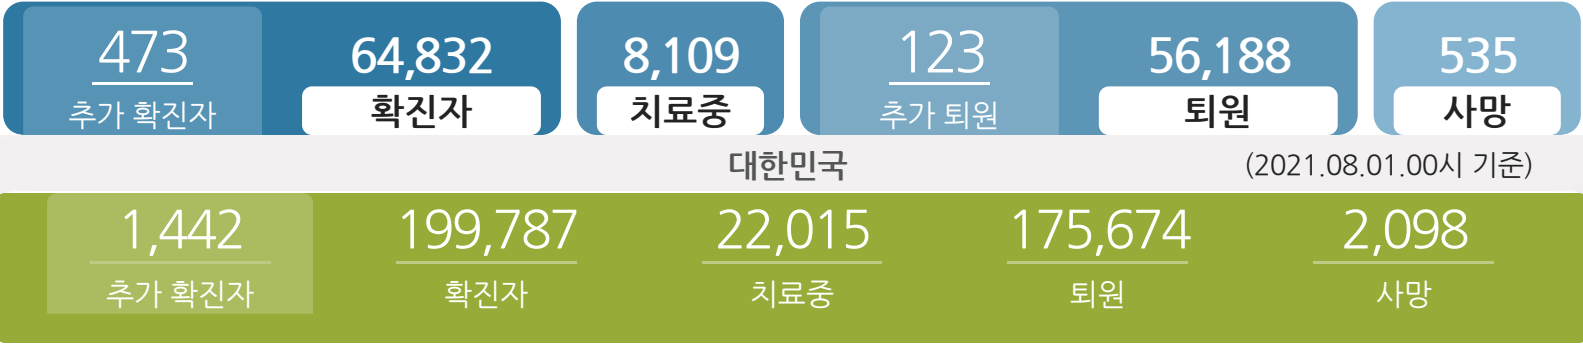 473 64,832 8,109 123 56,188 535
추가 확진자 확진자 치료중 추가 퇴원 퇴원 사망
대한민국 (2021.08.01.00시 기준)
1,442 199,787 22,015 175,674 2,098
추가 확진자 확진자 치료중 퇴원 사망